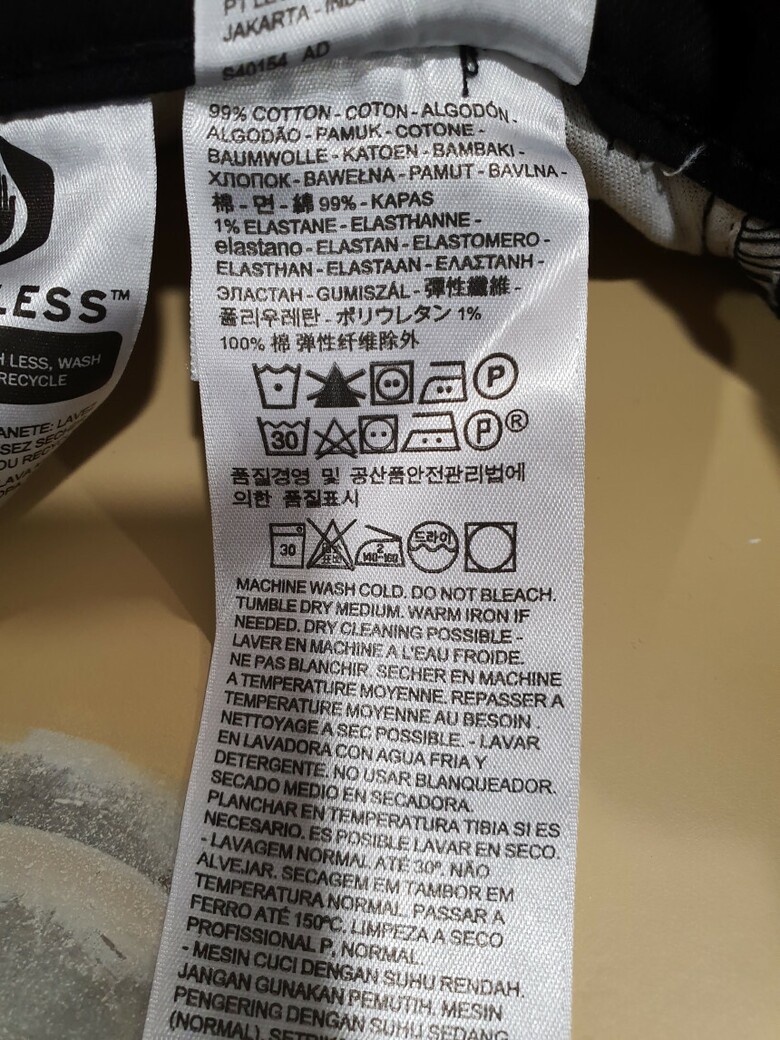 JAKARTA -
S40154 AD
99% COTTON - COTON - ALGODÓN -
ALGODÃO - PAMUK - COTONE -
BAUMWOLLE - KATOEN - BAMBAKI -
ХЛОПОК - BAWEŁNA - PAMUT - BAVLNA -
棉 - 면 - 綿 99% - KAPAS
1% ELASTANE - ELASTHANNE -
elastano - ELASTAN - ELASTOMERO -
ELASTHAN - ELASTAAN - ΕΛΑΣΤΑΝΗ -
ЭЛАСТАН - GUMISZÁL - 彈性纖維 -
폴리우레탄 - ポリウレタン 1%
100% 棉 弹性纤维除外
P
30 P ®
품질경영 및 공산품안전관리법에
의한 품질표시
30 2 140-160 드라이
MACHINE WASH COLD. DO NOT BLEACH.
TUMBLE DRY MEDIUM. WARM IRON IF
NEEDED. DRY CLEANING POSSIBLE -
LAVER EN MACHINE A L'EAU FROIDE.
NE PAS BLANCHIR. SECHER EN MACHINE
A TEMPERATURE MOYENNE. REPASSER A
TEMPERATURE MOYENNE AU BESOIN.
NETTOYAGE A SEC POSSIBLE. - LAVAR
EN LAVADORA CON AGUA FRIA Y
DETERGENTE. NO USAR BLANQUEADOR.
SECADO MEDIO EN SECADORA.
PLANCHAR EN TEMPERATURA TIBIA SI ES
NECESARIO. ES POSIBLE LAVAR EN SECO.
- LAVAGEM NORMAL ATÉ 30º. NÃO
ALVEJAR. SECAGEM EM TAMBOR EM
TEMPERATURA NORMAL. PASSAR A
FERRO ATÉ 150ºC. LIMPEZA A SECO
PROFISSIONAL P, NORMAL.
- MESIN CUCI DENGAN SUHU RENDAH.
JANGAN GUNAKAN PEMUTIH. MESIN
PENGERING DENGAN SUHU SEDANG
(NORMAL).
LESS™
LESS, WASH
RECYCLE